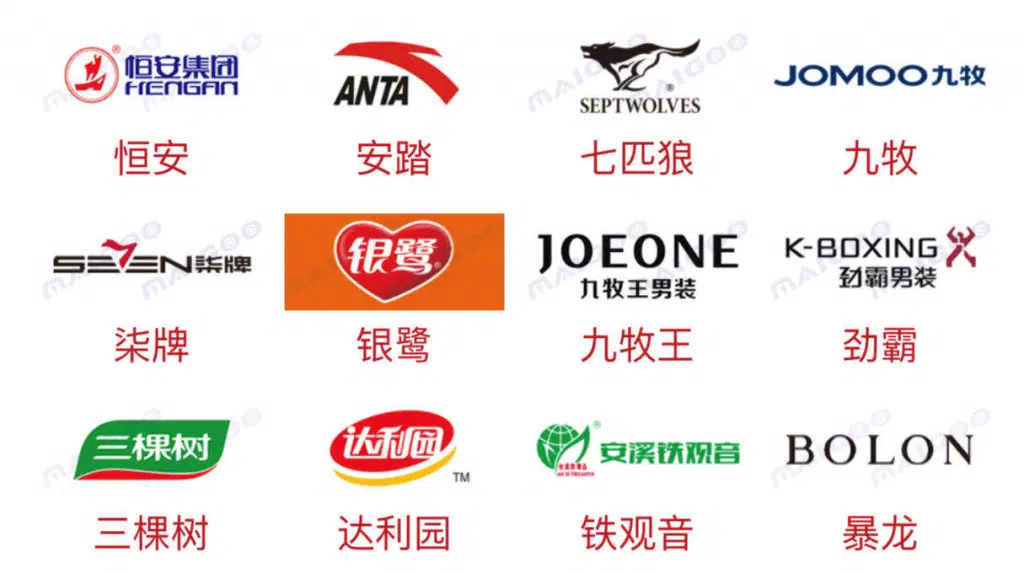 恒安集团
HENGAN
ANTA
SEPTWOLVES
JOMOO九牧
恒安
安踏
七匹狼
九牧
SEVEN柒牌
银鹭
JOEONE
九牧王男装
K-BOXING
劲霸男装
柒牌
银鹭
九牧王
劲霸
三棵树
达利园
TM
安溪铁观音
BOLON
三棵树
达利园
铁观音
暴龙
MAIGOO